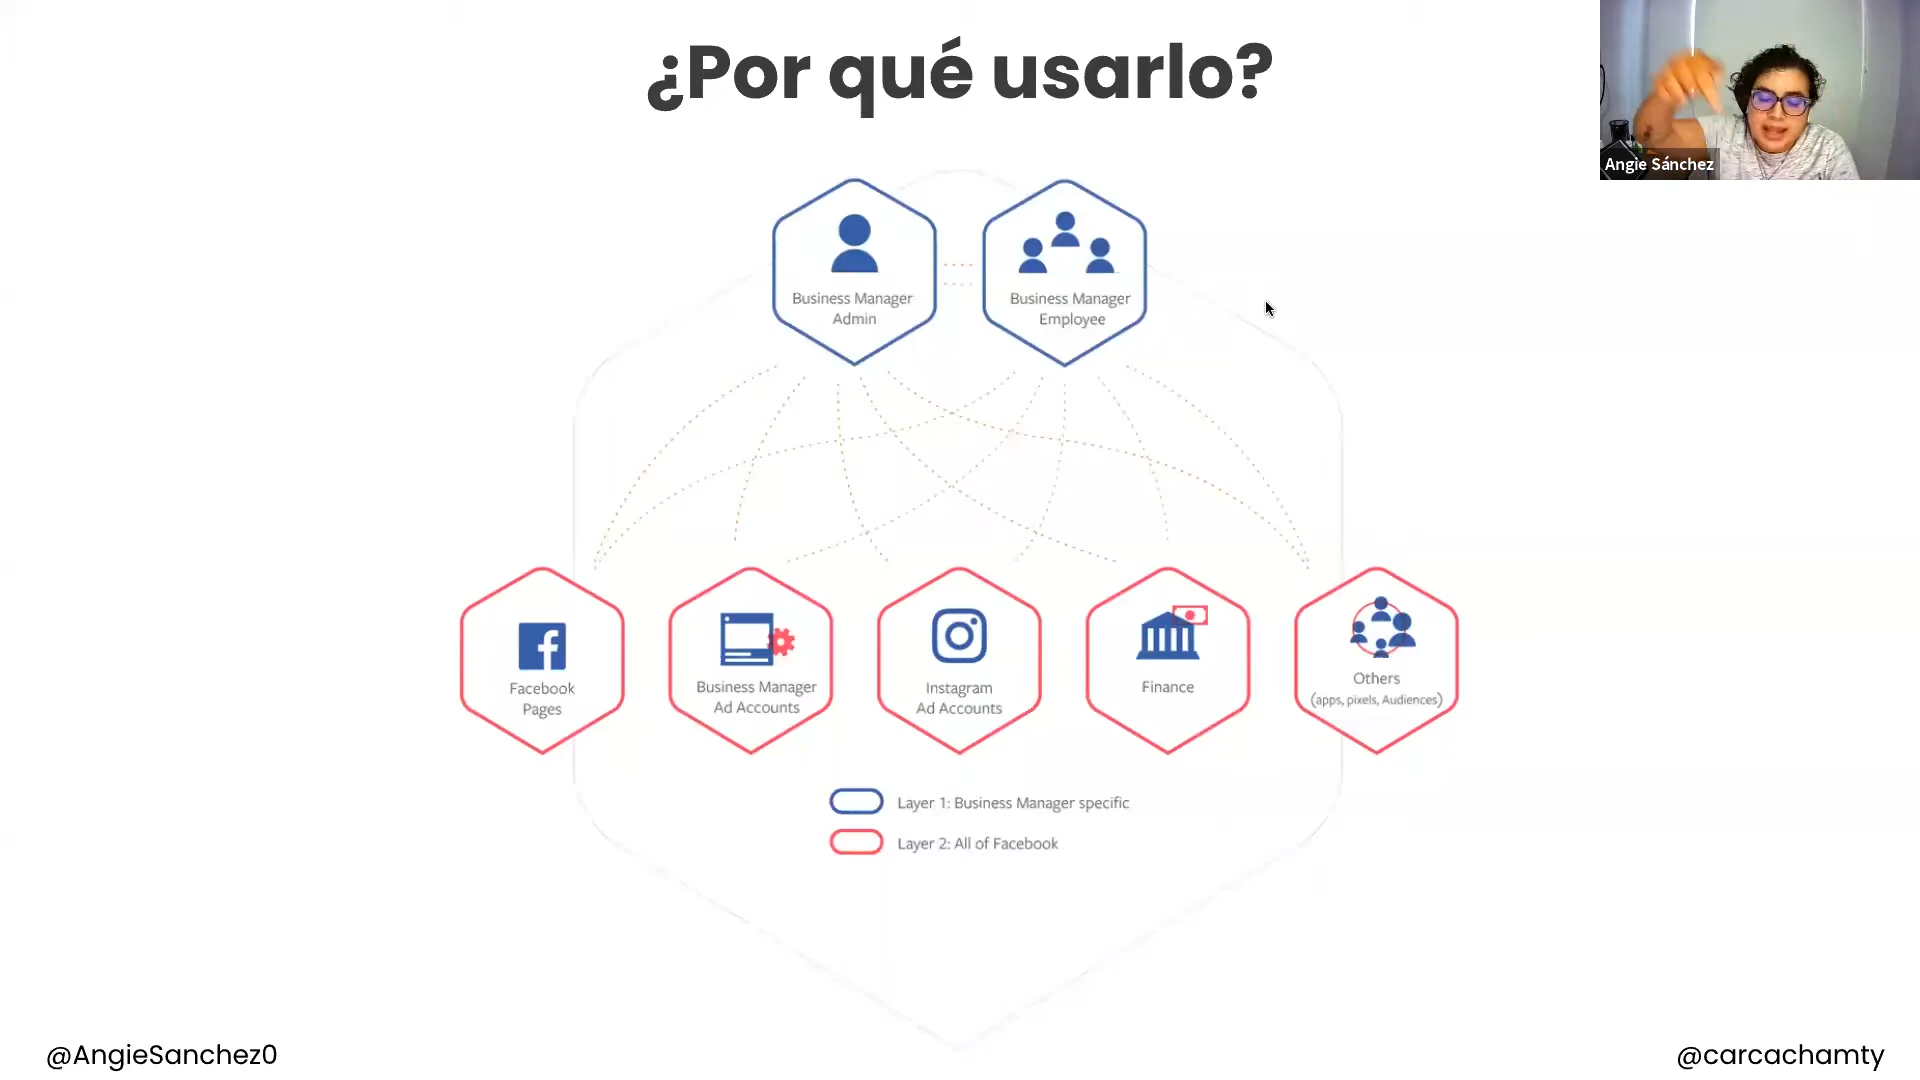 ¿Por qué usarlo?
Angie Sánchez
Business Manager
Admin
Business Manager
Employee
Facebook
Pages
Business Manager
Ad Accounts
Instagram
Ad Accounts
Finance
Others
(apps, pixels, Audiences)
Layer 1: Business Manager specific
Layer 2: All of Facebook
@AngieSanchez0
@carcachamty